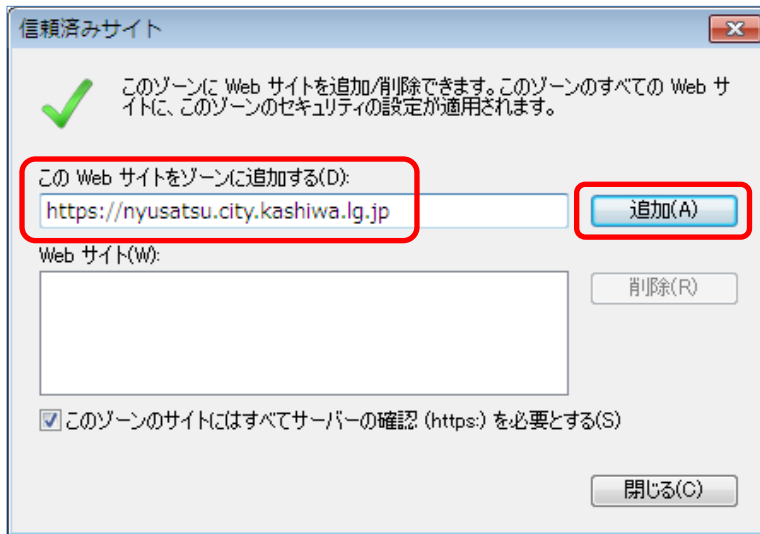 信頼済みサイト
このゾーンに Web サイトを追加/削除できます。このゾーンのすべての Web サ
イトに、このゾーンのセキュリティの設定が適用されます。
この Web サイトをゾーンに追加する(D):
https://nyusatsu.city.kashiwa.lg.jp
追加(A)
Web サイト(W):
削除(R)
このゾーンのサイトにはすべてサーバーの確認 (https:) を必要とする(S)
閉じる(C)